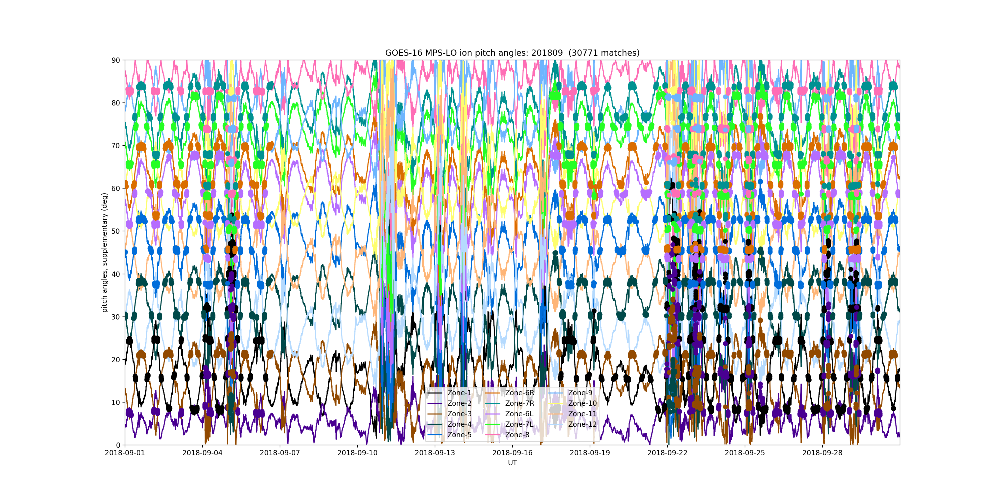 GOES-16 MPS-LO ion pitch angles: 201809  (30771 matches)
pitch angles, supplementary (deg)
90
80
70
60
50
40
30
20
10
0
Zone-1 Zone-6R Zone-9
Zone-2 Zone-7R Zone-10
Zone-3 Zone-6L Zone-11
Zone-4 Zone-7L Zone-12
Zone-5 Zone-8
2018-09-01 2018-09-04 2018-09-07 2018-09-10 2018-09-13 2018-09-16 2018-09-19 2018-09-22 2018-09-25 2018-09-28
UT